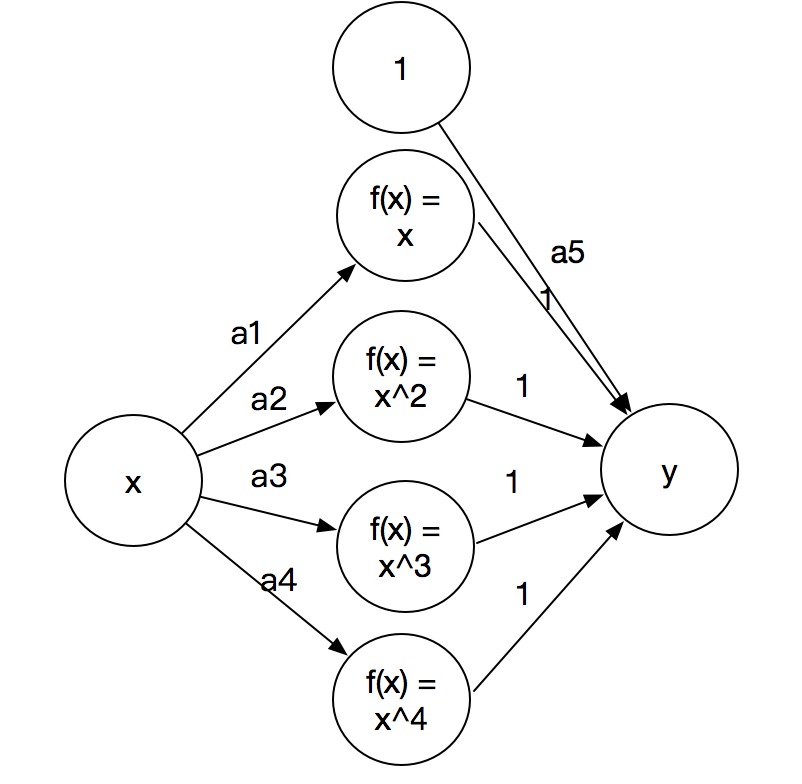 1
f(x) =
x
a5
1
a1
f(x) =
x^2
1
a2
x
a3
y
1
f(x) =
x^3
a4
1
f(x) =
x^4